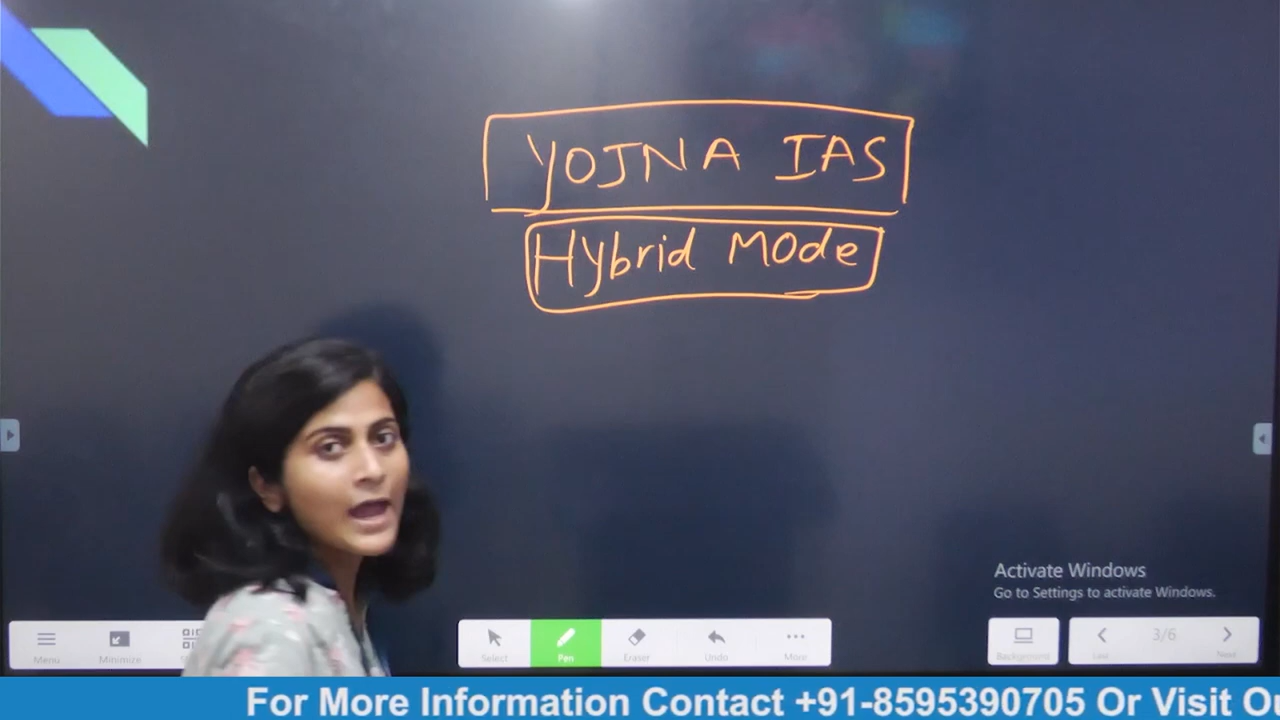 YOJNA IAS
Hybrid MOde
Activate Windows
Go to Settings to activate Windows.
Menu
Minimize
Select
Pen
Eraser
Undo
More
Background
3/6
Next
For More Information Contact +91-8595390705 Or Visit Ou